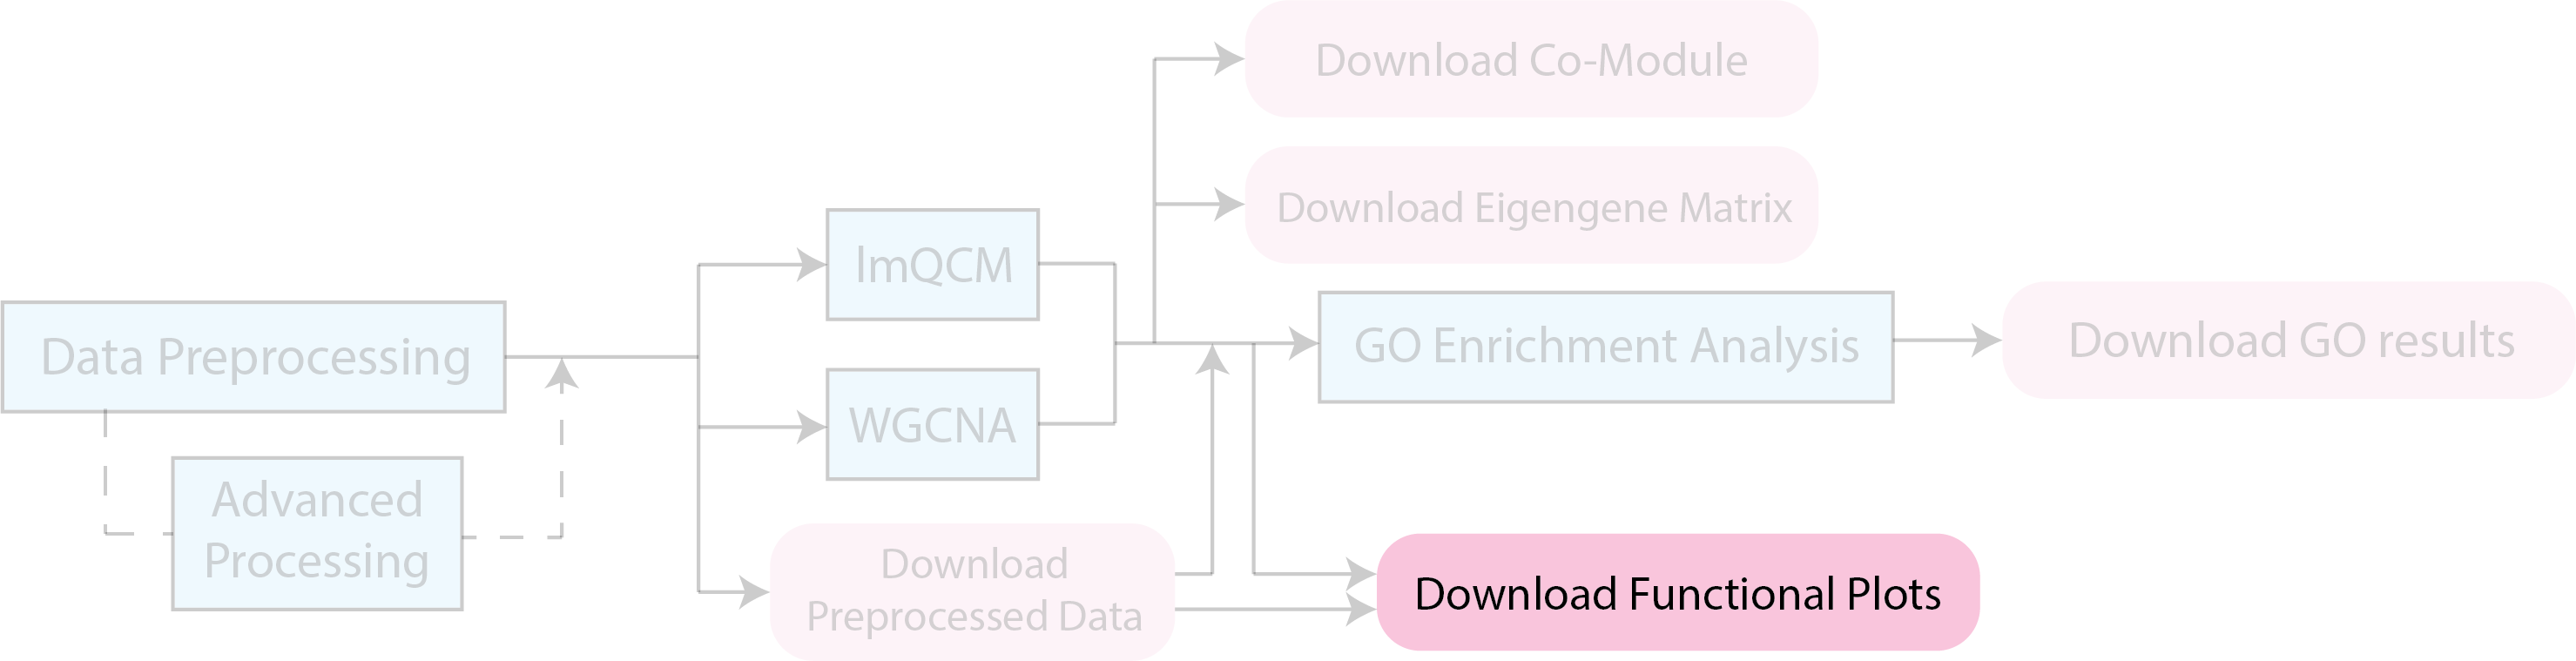 Download Co-Module
Download Eigengene Matrix
lmQCM
Data Preprocessing
GO Enrichment Analysis
Download GO results
WGCNA
Advanced
Processing
Download
Preprocessed Data
Download Functional Plots